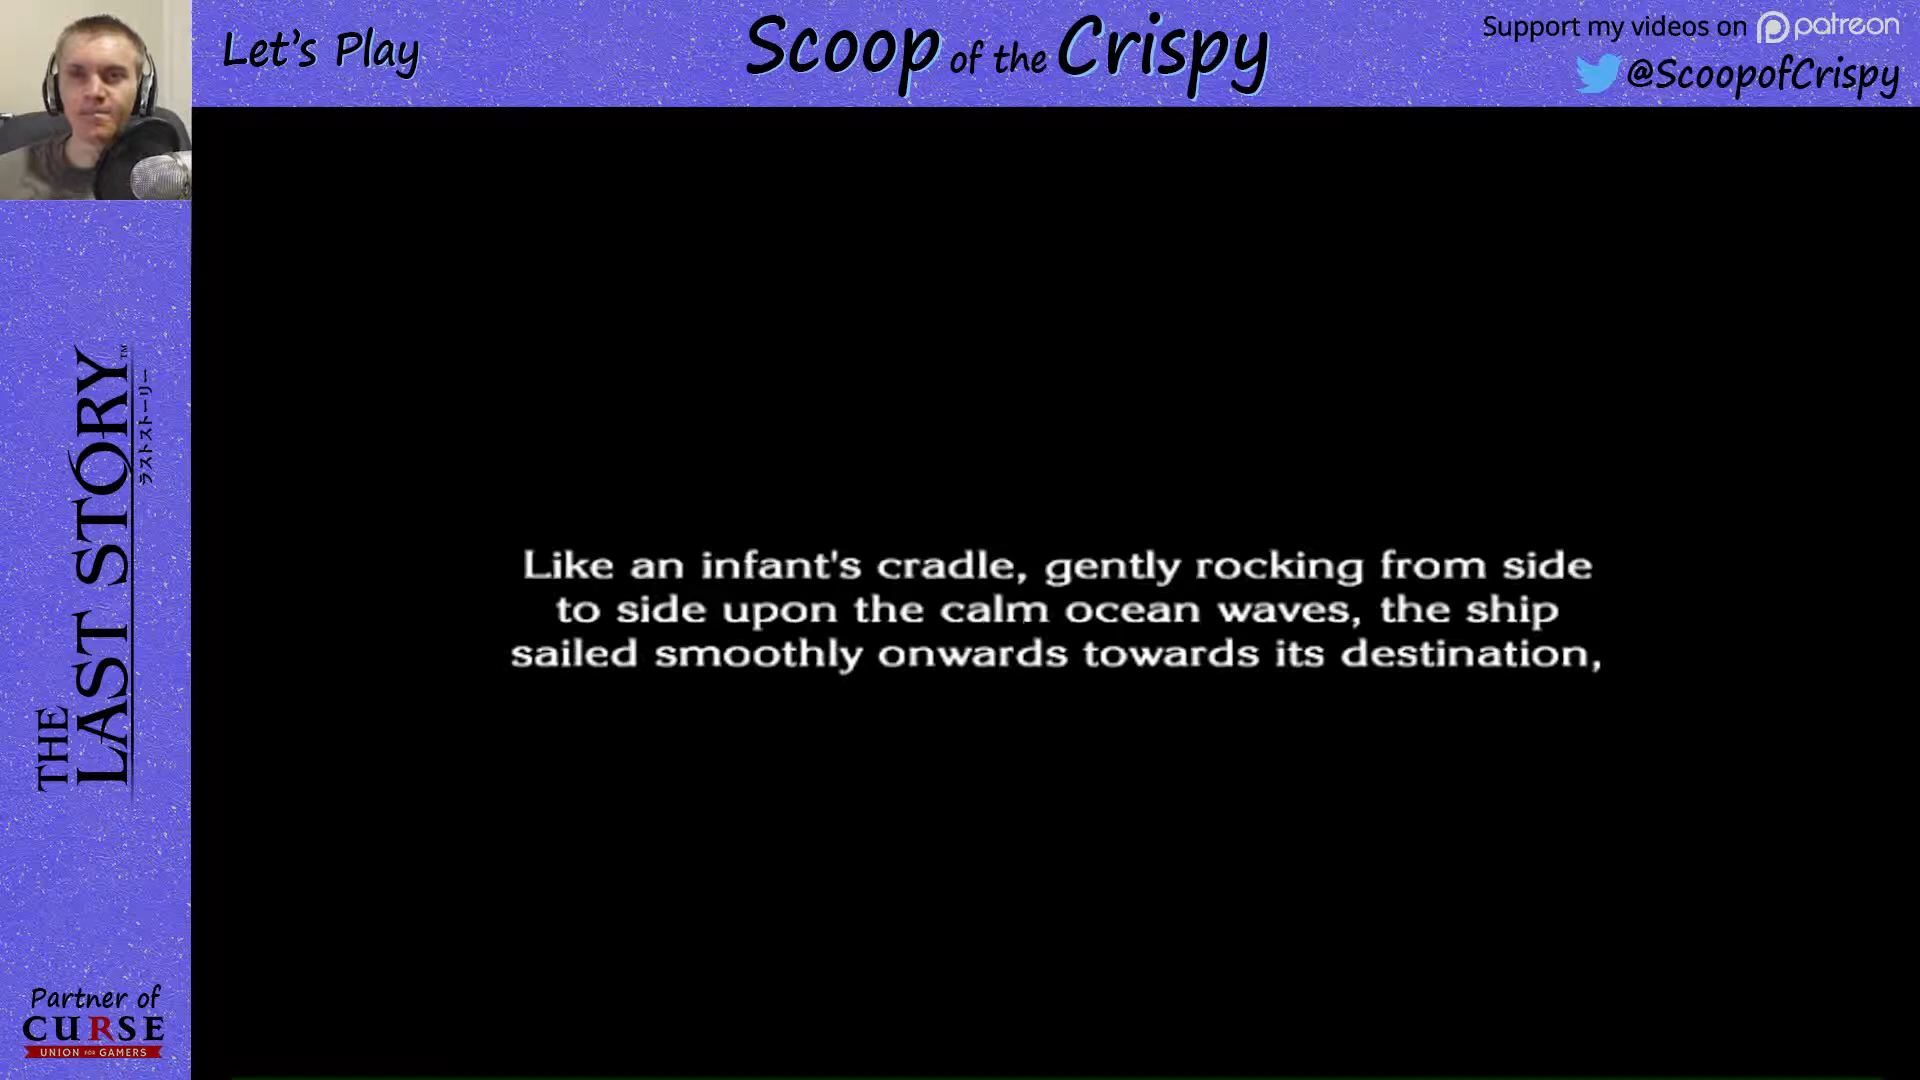 Let's Play
Scoop of the Crispy
Support my videos on patreon
@ScoopofCrispy
THE
LAST STORY™
ラストストーリー
Like an infant's cradle, gently rocking from side
to side upon the calm ocean waves, the ship
sailed smoothly onwards towards its destination,
Partner of
CURSE
UNION FOR GAMERS